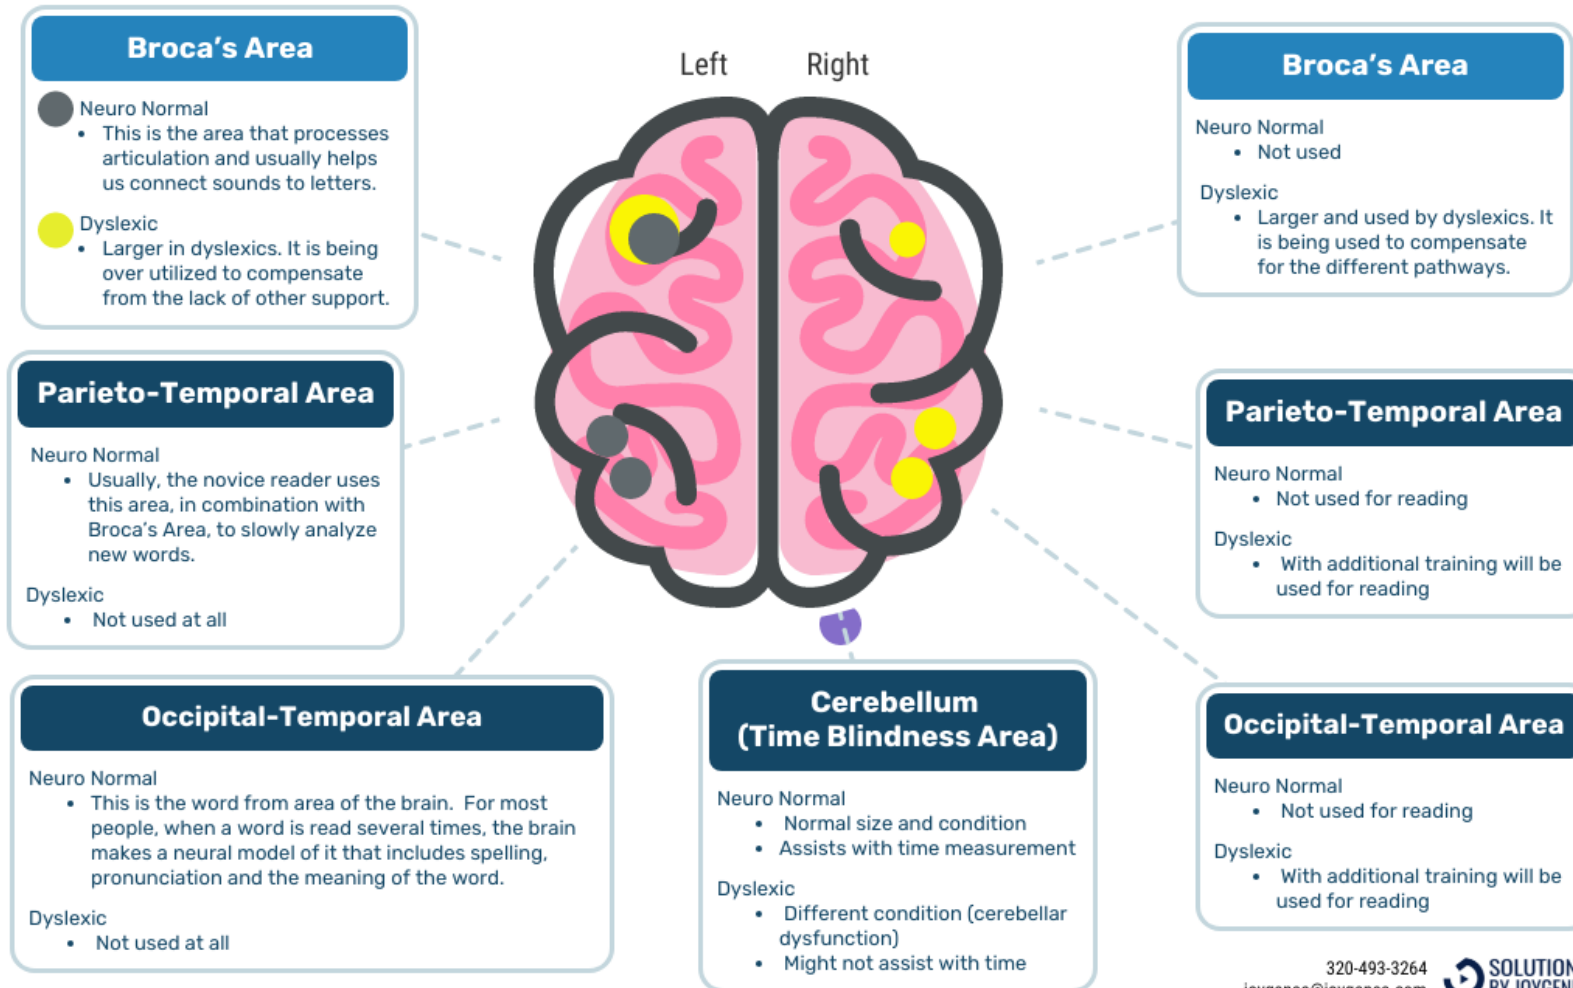 Broca's Area
Neuro Normal
• This is the area that processes
articulation and usually helps
us connect sounds to letters.
Dyslexic
• Larger in dyslexics. It is being
over utilized to compensate
from the lack of other support.
Left Right
Broca's Area
Neuro Normal
• Not used
Dyslexic
• Larger and used by dyslexics. It
is being used to compensate
for the different pathways.
Parieto-Temporal Area
Neuro Normal
• Usually, the novice reader uses
this area, in combination with
Broca's Area, to slowly analyze
new words.
Dyslexic
• Not used at all
Parieto-Temporal Area
Neuro Normal
• Not used for reading
Dyslexic
• With additional training will be
used for reading
Occipital-Temporal Area
Neuro Normal
• This is the word from area of the brain. For most
people, when a word is read several times, the brain
makes a neural model of it that includes spelling,
pronunciation and the meaning of the word.
Dyslexic
• Not used at all
Cerebellum
(Time Blindness Area)
Neuro Normal
• Normal size and condition
• Assists with time measurement
Dyslexic
• Different condition (cerebellar
dysfunction)
• Might not assist with time
Occipital-Temporal Area
Neuro Normal
• Not used for reading
Dyslexic
• With additional training will be
used for reading
320-493-3264
SOLUTION